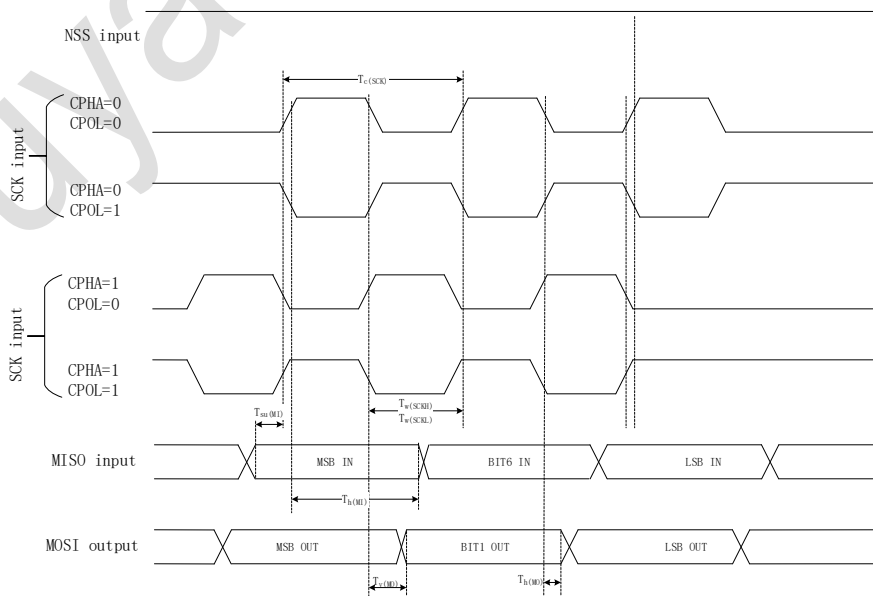 NSS input
Tc(SCK)
SCK input
CPHA=0
CPOL=0
CPHA=0
CPOL=1
SCK input
CPHA=1
CPOL=0
CPHA=1
CPOL=1
Tsu(MI)
Tw(SCKH)
Tw(SCKL)
MISO input
MSB IN
BIT6 IN
LSB IN
Th(MI)
MOSI output
MSB OUT
BIT1 OUT
LSB OUT
Tv(MO)
Th(MO)
uya